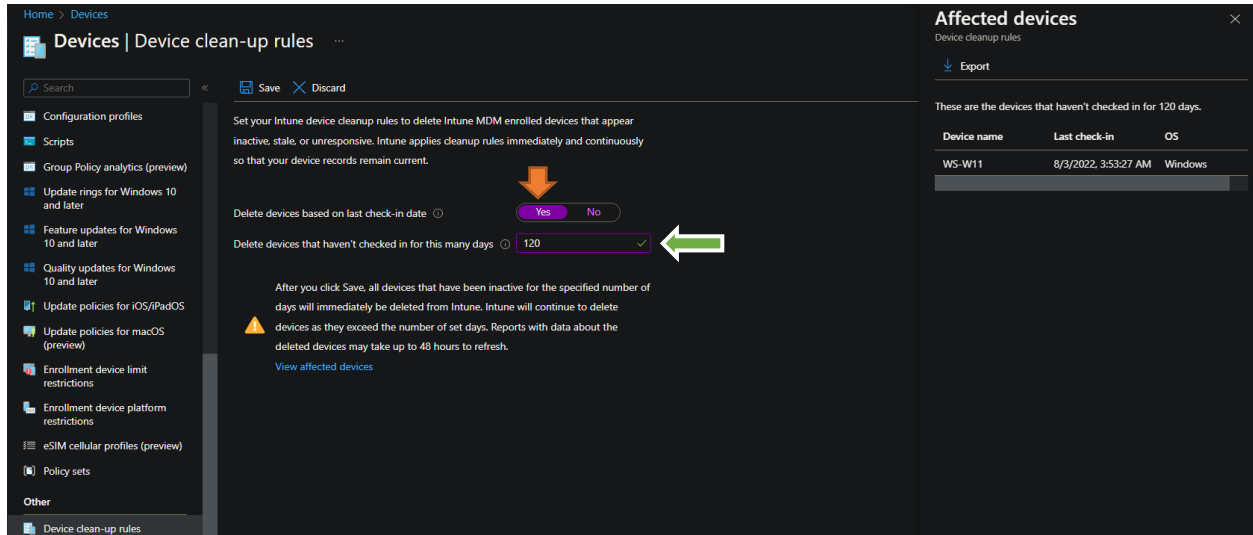 Home > Devices
Devices | Device clean-up rules ...
Search
«
Configuration profiles
Scripts
Group Policy analytics (preview)
Update rings for Windows 10
and later
Feature updates for Windows
10 and later
Quality updates for Windows
10 and later
Update policies for iOS/iPadOS
Update policies for macOS
(preview)
Enrollment device limit
restrictions
Enrollment device platform
restrictions
eSIM cellular profiles (preview)
Policy sets
Other
Device clean-up rules
Save Discard
Set your Intune device cleanup rules to delete Intune MDM enrolled devices that appear
inactive, stale, or unresponsive. Intune applies cleanup rules immediately and continuously
so that your device records remain current.
Delete devices based on last check-in date Yes No
Delete devices that haven't checked in for this many days 120
After you click Save, all devices that have been inactive for the specified number of
days will immediately be deleted from Intune. Intune will continue to delete
devices as they exceed the number of set days. Reports with data about the
deleted devices may take up to 48 hours to refresh.
View affected devices
Affected devices
Device cleanup rules
Export
These are the devices that haven't checked in for 120 days.
Device name Last check-in OS
WS-W11 8/3/2022, 3:53:27 AM Windows